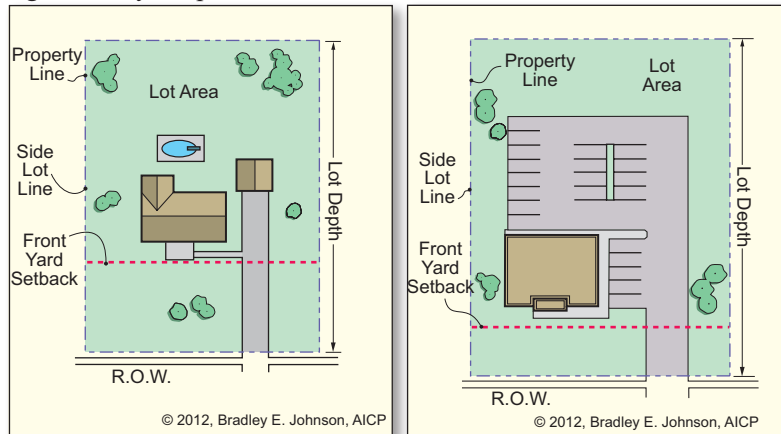 Property
Line
Lot Area
Side
Lot
Line
Lot Depth
Front
Yard
Setback
R.O.W.
© 2012, Bradley E. Johnson, AICP
Property
Line
Lot
Area
Side
Lot
Line
Lot Depth
Front
Yard
Setback
R.O.W.
© 2012, Bradley E. Johnson, AICP